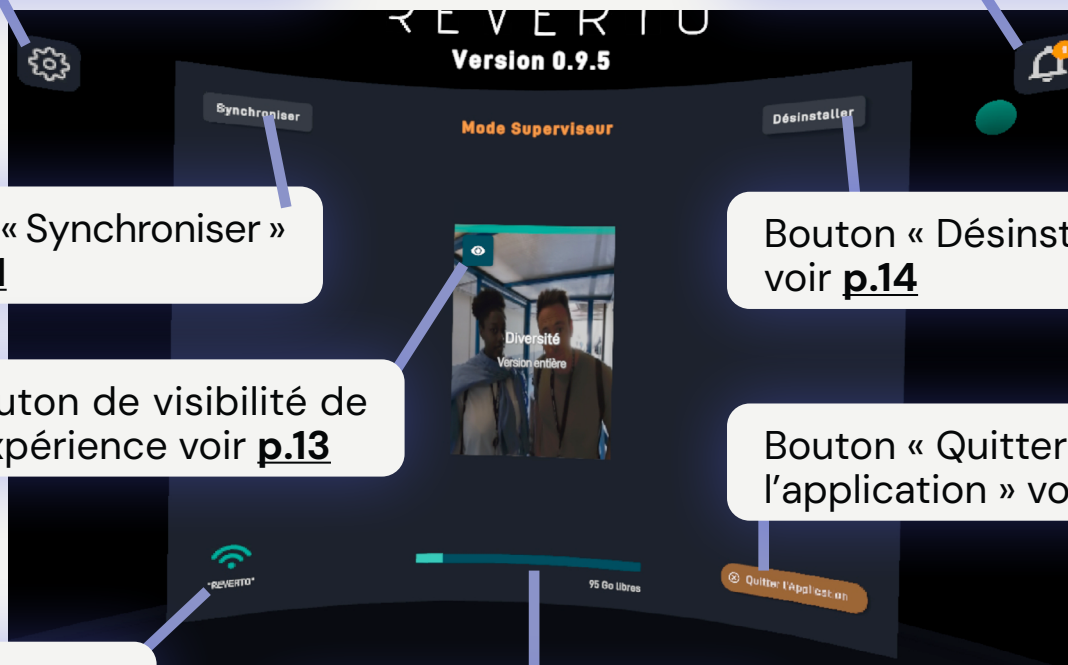 REVERTO
Version 0.9.5
Synchroniser
Mode Superviseur
Désinstaller
« Synchroniser »
Bouton « Désinst
voir p.14
Diversité
Version entière
uton de visibilité de
xpérience voir p.13
Bouton « Quitter
l'application » vo
"REVERTO"
95 Go libres
Quitter l'Application